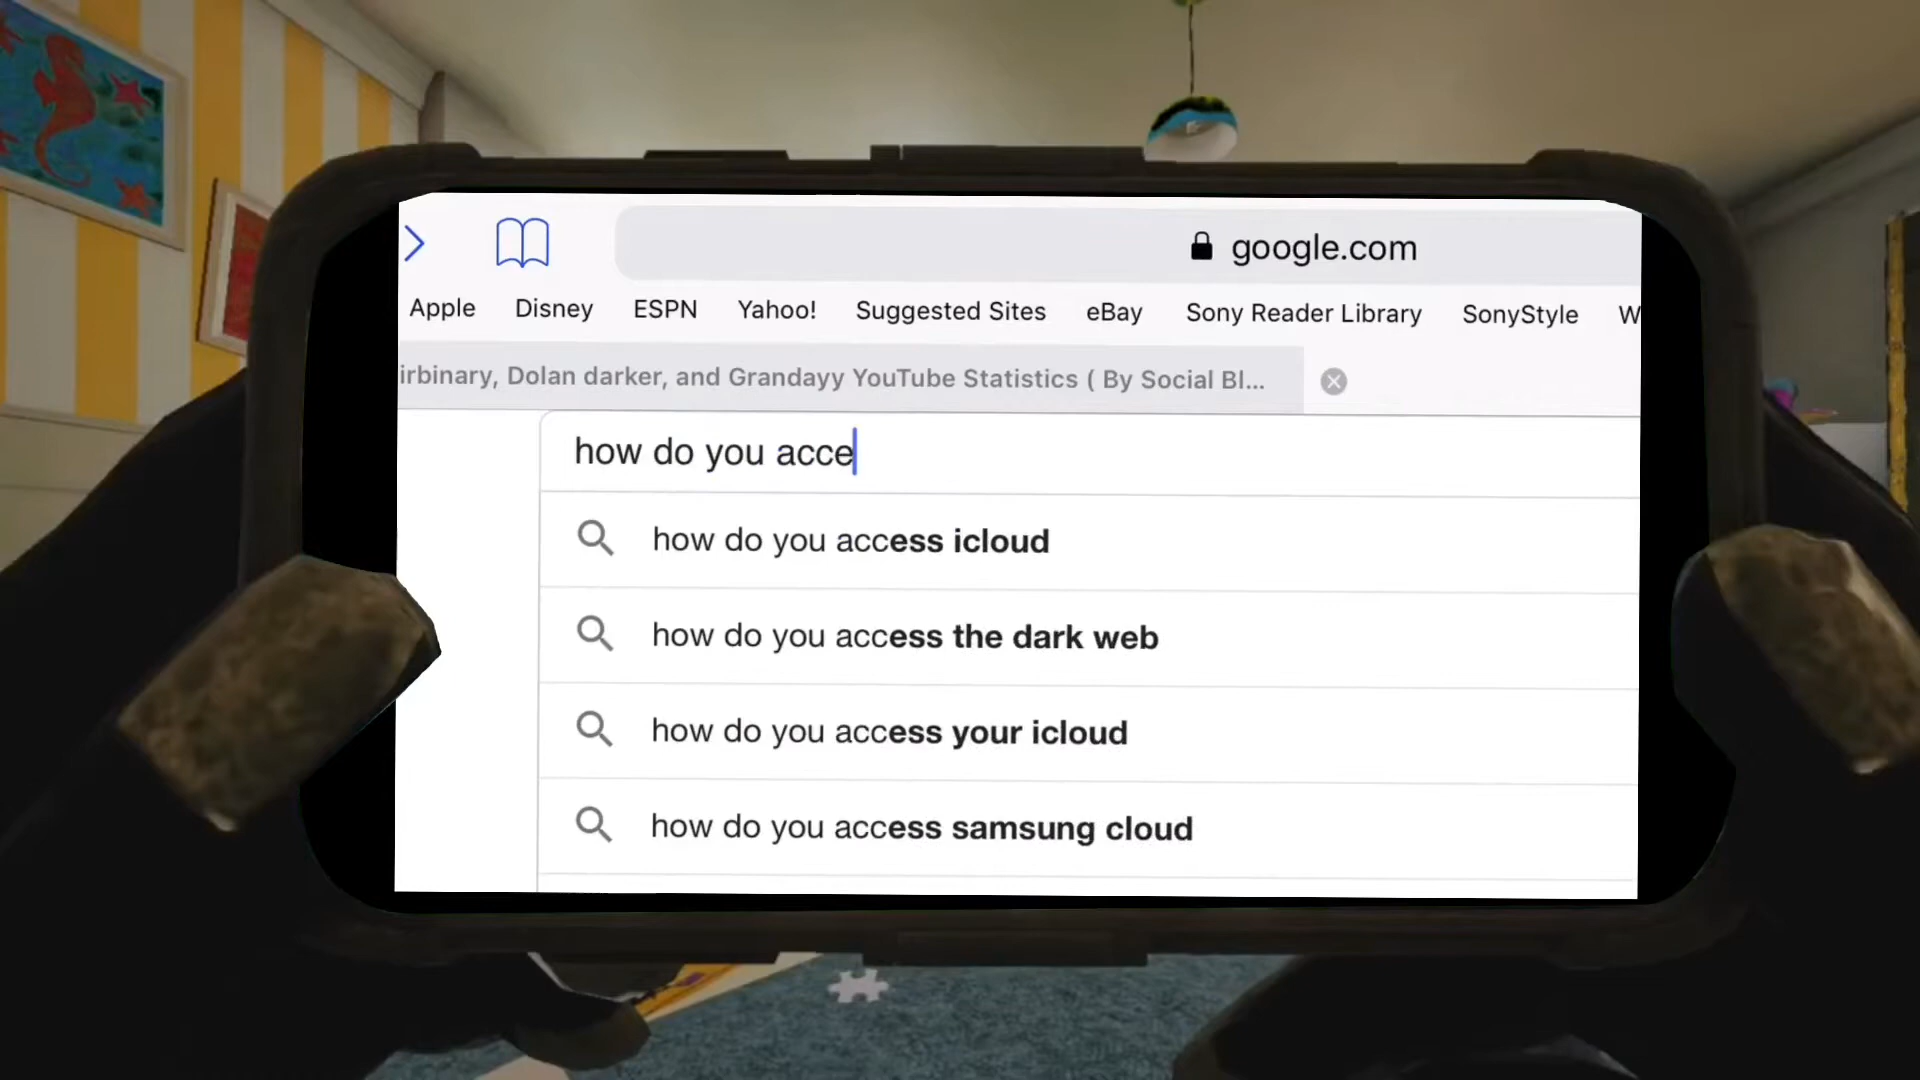 google.com
Apple Disney ESPN Yahoo! Suggested Sites eBay Sony Reader Library SonyStyle W
irbinary, Dolan darker, and Grandayy YouTube Statistics ( By Social Bl...
how do you acce
how do you access icloud
how do you access the dark web
how do you access your icloud
how do you access samsung cloud